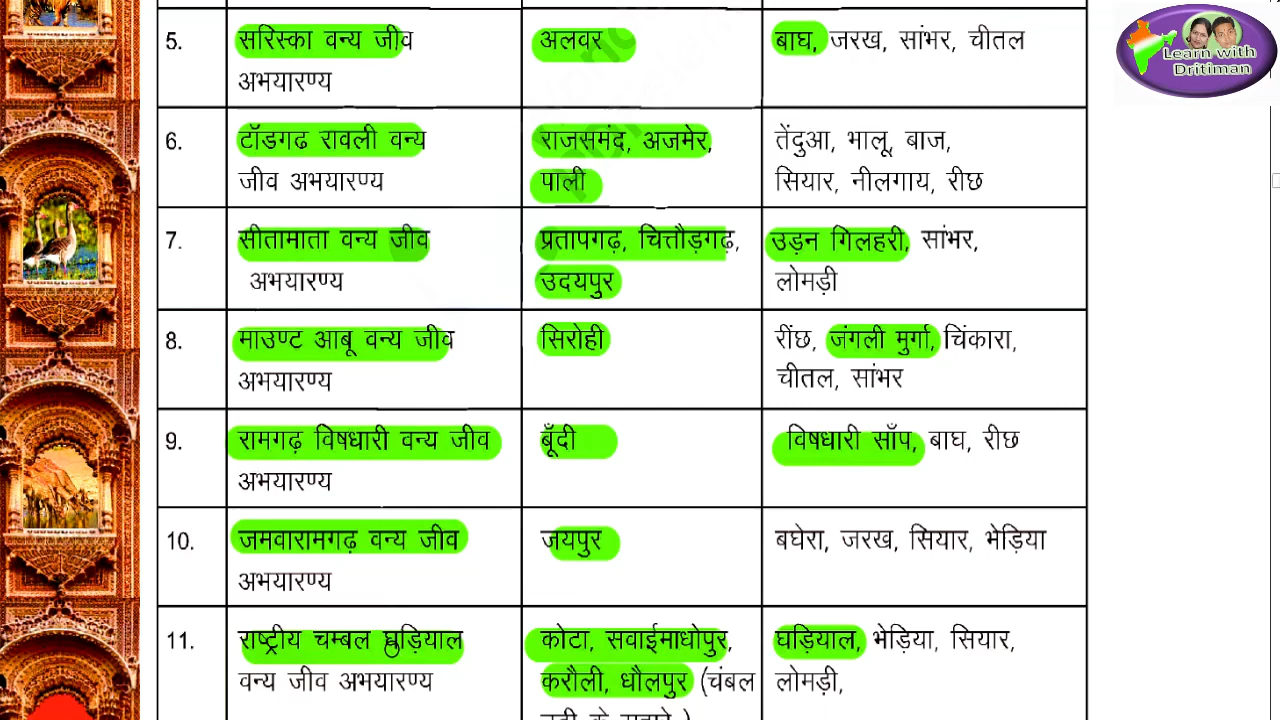 Learn with
Dritiman
5. सरिस्का वन्य जीव अलवर बाघ, जरख, सांभर, चीतल
अभयारण्य
6. टॉडगढ रावली वन्य राजसमंद, अजमेर, तेंदुआ, भालू, बाज,
जीव अभयारण्य पाली सियार, नीलगाय, रीछ
7. सीतामाता वन्य जीव प्रतापगढ़, चित्तौड़गढ़, उड़न गिलहरी, सांभर,
अभयारण्य उदयपुर लोमड़ी
8. माउण्ट आबू वन्य जीव सिरोही रींछ, जंगली मुर्गा, चिंकारा,
अभयारण्य चीतल, सांभर
9. रामगढ़ विषधारी वन्य जीव बूँदी विषधारी साँप, बाघ, रीछ
अभयारण्य
10. जमवारामगढ़ वन्य जीव जयपुर बघेरा, जरख, सियार, भेड़िया
अभयारण्य
11. राष्ट्रीय चम्बल घड़ियाल कोटा, सवाईमाधोपुर, घड़ियाल, भेड़िया, सियार,
वन्य जीव अभयारण्य करौली, धौलपुर (चंबल लोमड़ी,